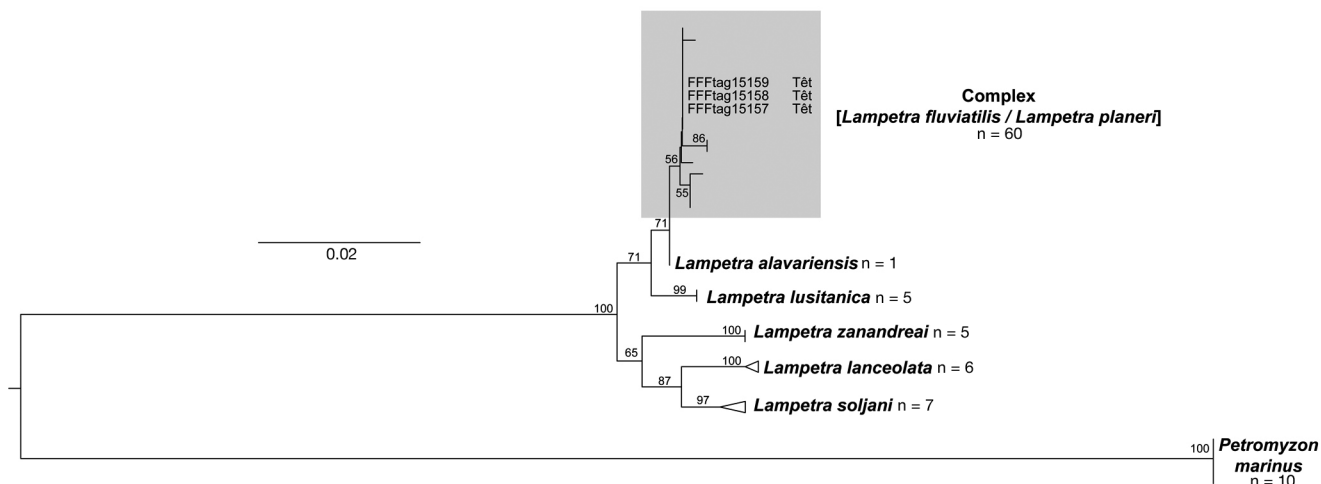 FFFtag15159 Têt
FFFtag15158 Têt
FFFtag15157 Têt
Complex
[Lampetra fluviatilis / Lampetra planeri]
n = 60
86
56
55
71
0.02
71
Lampetra alavariensis n = 1
99
Lampetra lusitanica n = 5
100
100
Lampetra zanandreai n = 5
65
100
Lampetra lanceolata n = 6
87
97
Lampetra soljani n = 7
100
Petromyzon
marinus
n = 10